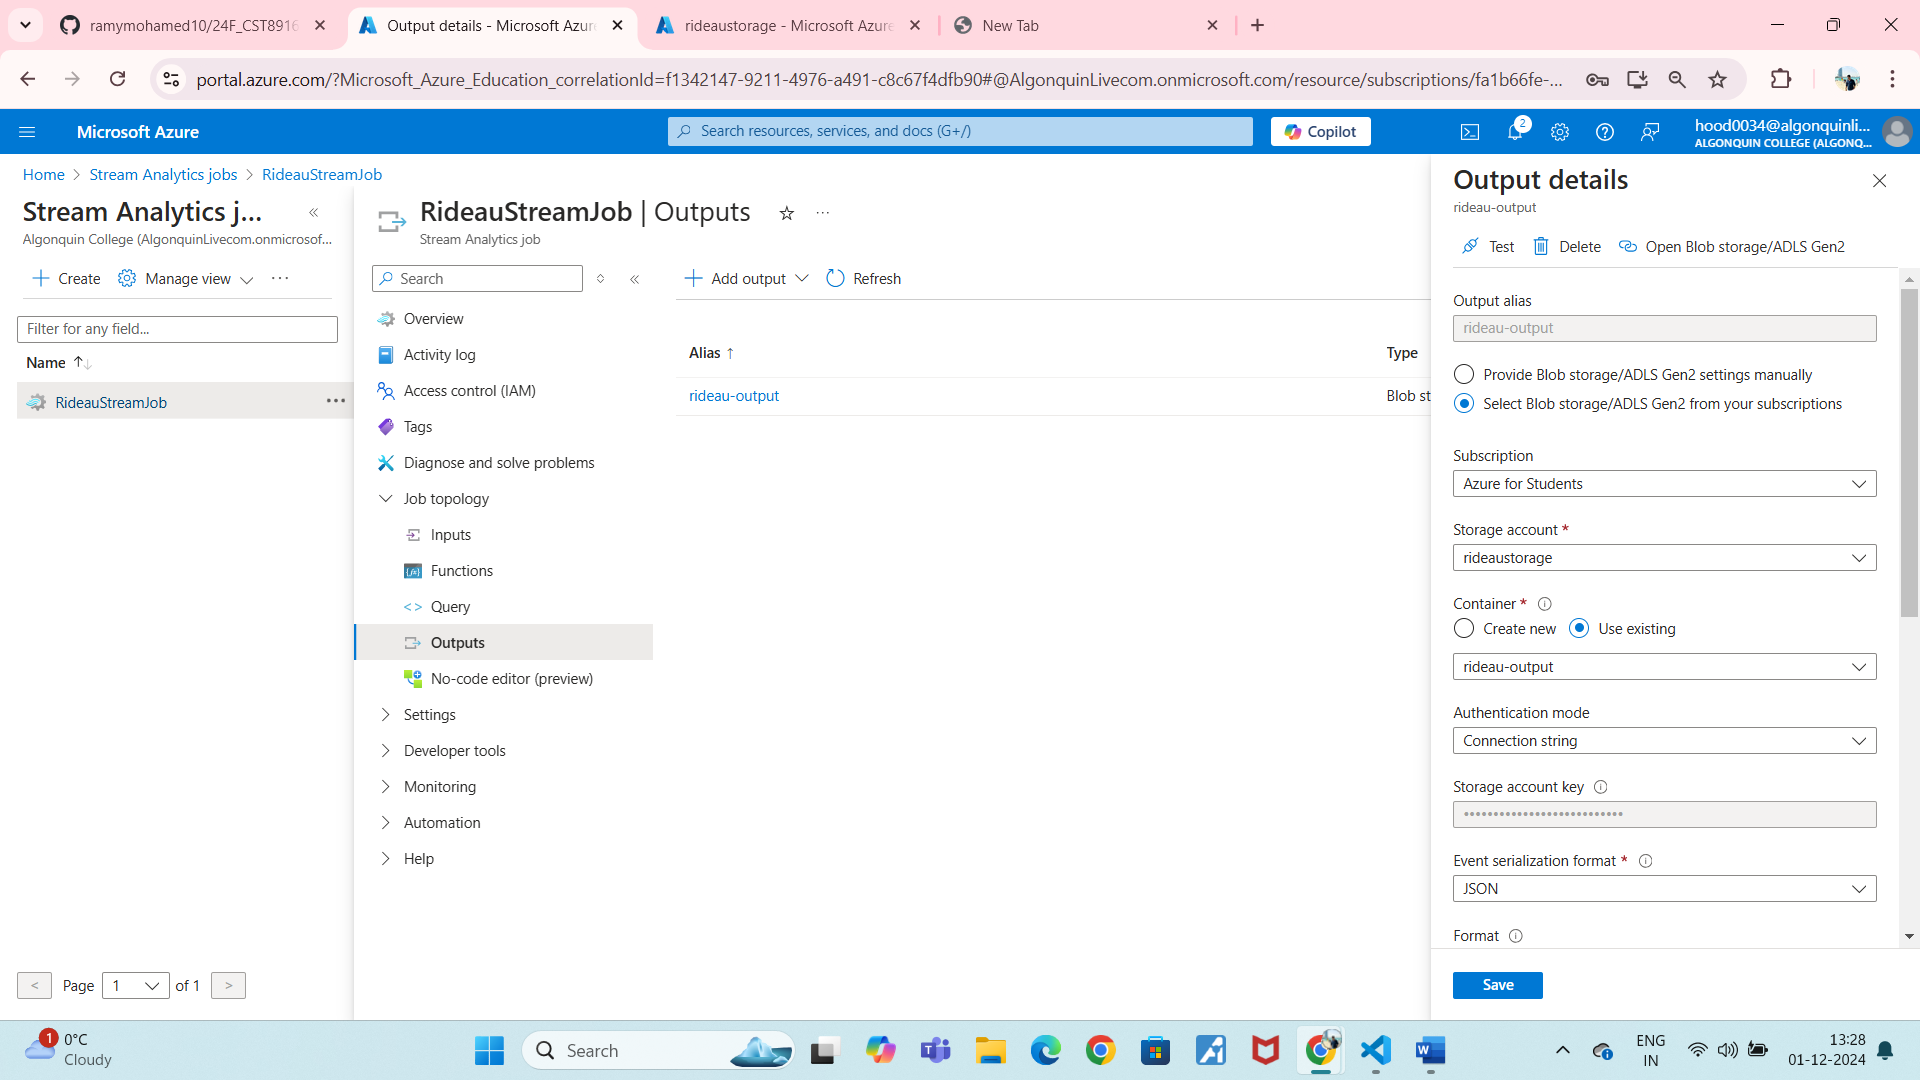 ramymohamed10/24F_CST8916
Output details - Microsoft Azure
rideaustorage - Microsoft Azure
New Tab
portal.azure.com/?Microsoft_Azure_Education_correlationId=f1342147-9211-4976-a491-c8c67f4dfb90#@AlgonquinLivecom.onmicrosoft.com/resource/subscriptions/fa1b66fe-...
Microsoft Azure
Search resources, services, and docs (G+/)
Copilot
2
hood0034@algonquinli...
ALGONQUIN COLLEGE (ALGONQ...
Home > Stream Analytics jobs > RideauStreamJob
Stream Analytics j...
Algonquin College (AlgonquinLivecom.onmicrosof...
Create
Manage view
Filter for any field...
Name
RideauStreamJob
< Page 1 of 1 >
RideauStreamJob | Outputs
Stream Analytics job
Search
Overview
Activity log
Access control (IAM)
Tags
Diagnose and solve problems
Job topology
Inputs
Functions
Query
Outputs
No-code editor (preview)
Settings
Developer tools
Monitoring
Automation
Help
Add output
Refresh
Alias ↑
Type
rideau-output
Blob st
Output details
rideau-output
Test
Delete
Open Blob storage/ADLS Gen2
Output alias
rideau-output
Provide Blob storage/ADLS Gen2 settings manually
Select Blob storage/ADLS Gen2 from your subscriptions
Subscription
Azure for Students
Storage account *
rideaustorage
Container *
Create new
Use existing
rideau-output
Authentication mode
Connection string
Storage account key
••••••••••••••••••••••••••••
Event serialization format *
JSON
Format
Save
1
0°C
Cloudy
Search
ENG
IN
13:28
01-12-2024